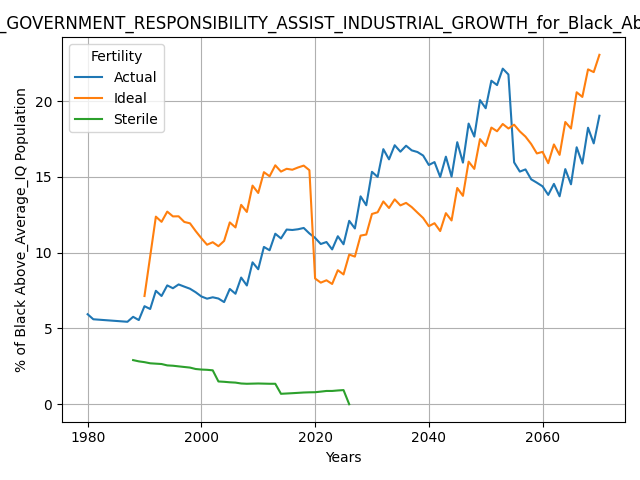 _GOVERNMENT_RESPONSIBILITY_ASSIST_INDUSTRIAL_GROWTH_for_Black_Ab
Fertility
Actual
Ideal
Sterile
% of Black Above_Average_IQ Population
20
15
10
5
0
1980
2000
2020
2040
2060
Years